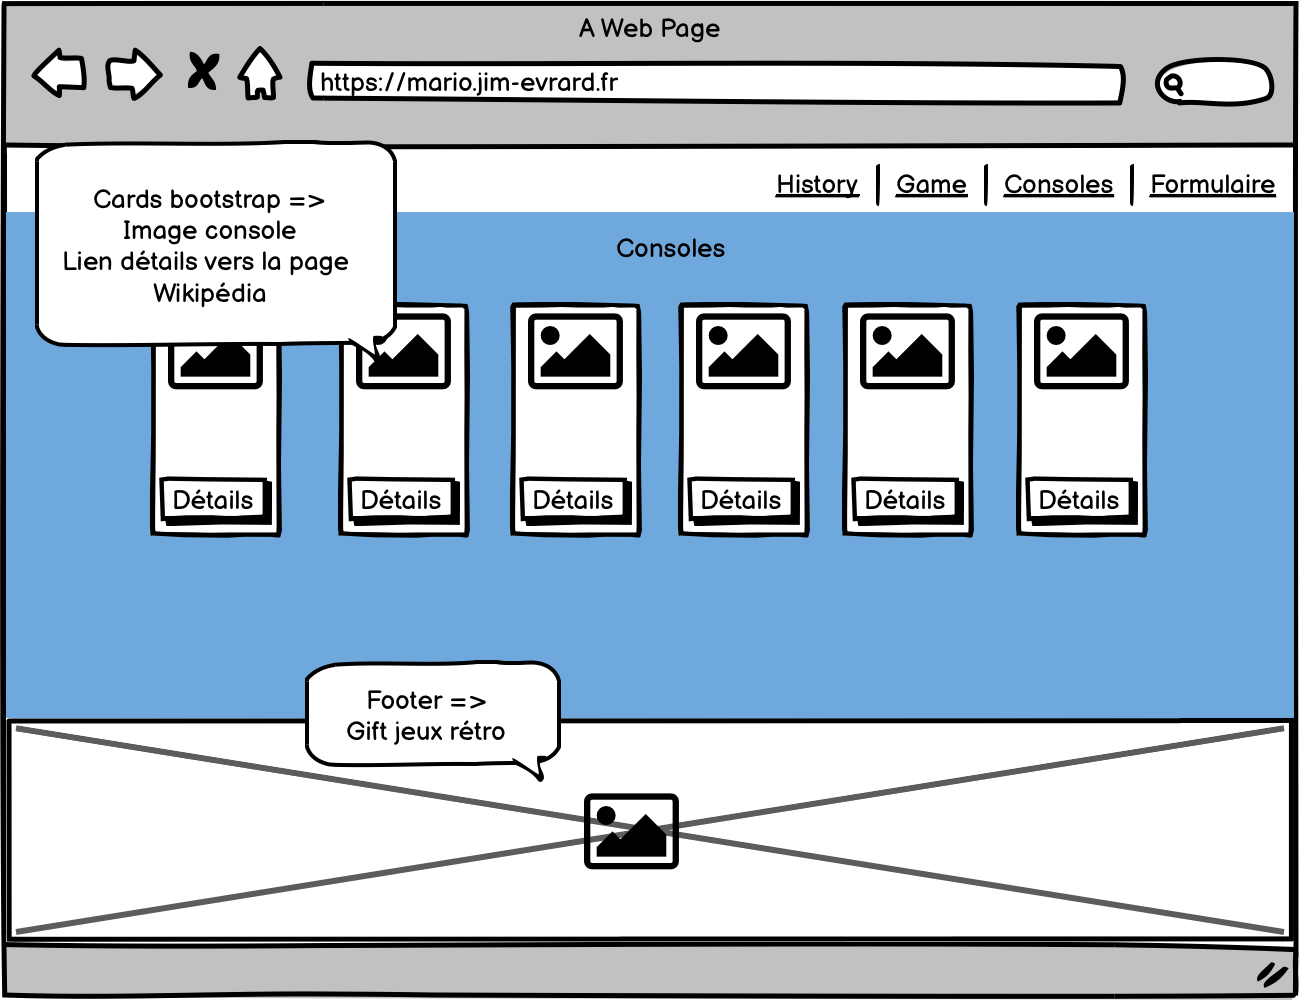 A Web Page
https://mario.jim-evrard.fr
History
Game
Consoles
Formulaire
Cards bootstrap =>
Image console
Lien détails vers la page
Wikipédia
Consoles
Détails
Détails
Détails
Détails
Détails
Détails
Footer =>
Gift jeux rétro